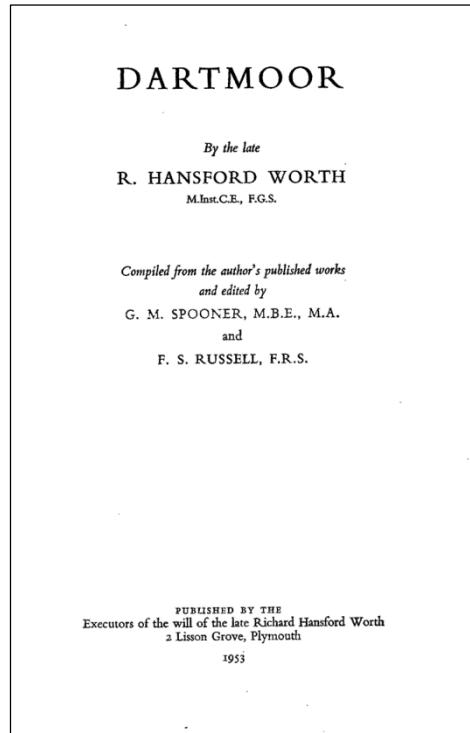 DARTMOOR
By the late
R. HANSFORD WORTH
M.Inst.C.E., F.G.S.
Compiled from the author's published works
and edited by
G. M. SPOONER, M.B.E., M.A.
and
F. S. RUSSELL, F.R.S.
PUBLISHED BY THE
Executors of the will of the late Richard Hansford Worth
2 Lisson Grove, Plymouth
1953